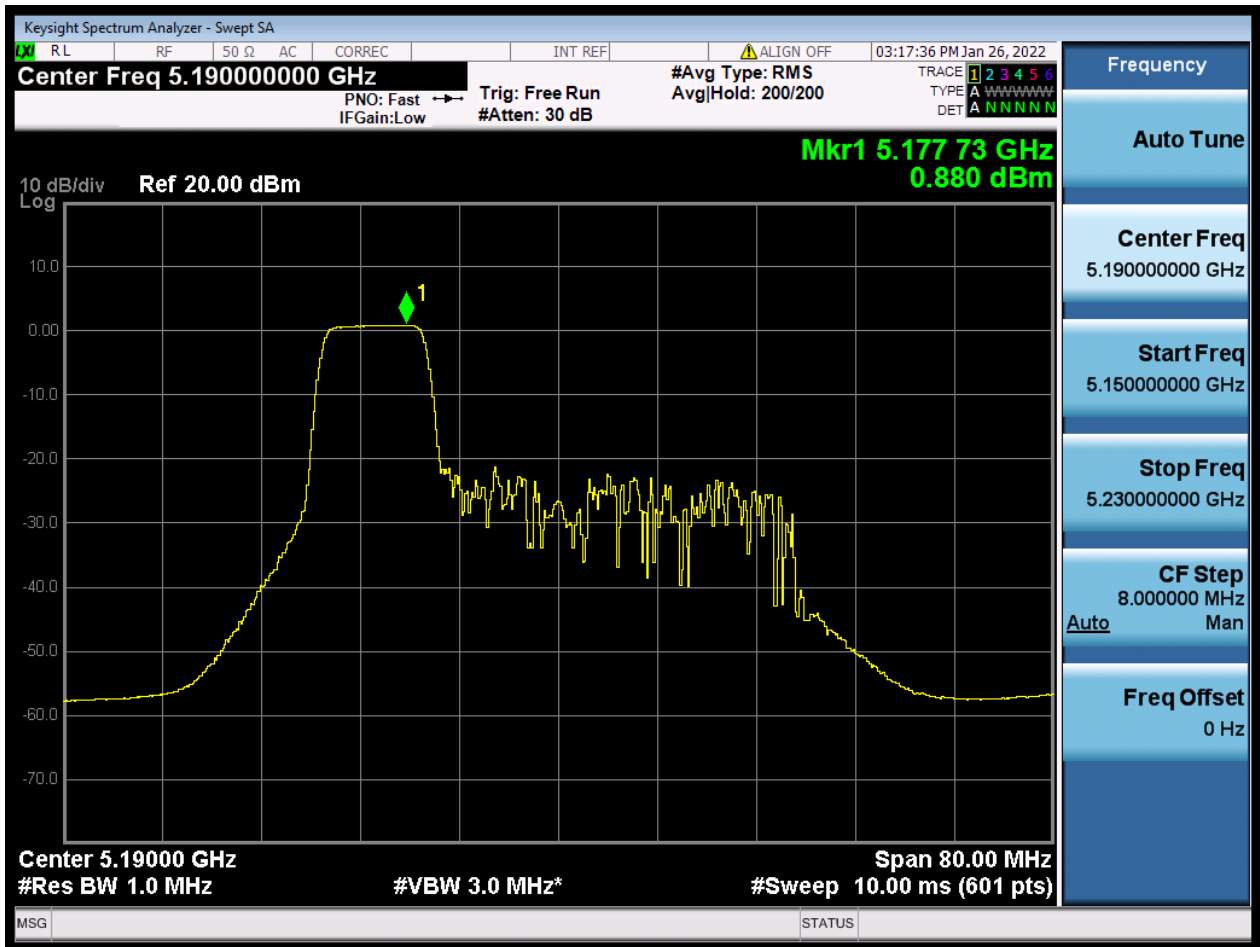 Keysight Spectrum Analyzer - Swept SA
LXI RL RF 50 Ω AC CORREC INT REF ALIGN OFF 03:17:36 PM Jan 26, 2022
Center Freq 5.190000000 GHz
PNO: Fast
IFGain:Low
Trig: Free Run
#Atten: 30 dB
#Avg Type: RMS
Avg|Hold: 200/200
TRACE 1 2 3 4 5 6
TYPE A WWWWW
DET A N N N N N
Mkr1 5.177 73 GHz
0.880 dBm
10 dB/div Ref 20.00 dBm
Log
10.0
0.00
-10.0
-20.0
-30.0
-40.0
-50.0
-60.0
-70.0
1
Center 5.19000 GHz Span 80.00 MHz
#Res BW 1.0 MHz #VBW 3.0 MHz* #Sweep 10.00 ms (601 pts)
MSG STATUS
Frequency
Auto Tune
Center Freq
5.190000000 GHz
Start Freq
5.150000000 GHz
Stop Freq
5.230000000 GHz
CF Step
8.000000 MHz
Auto Man
Freq Offset
0 Hz